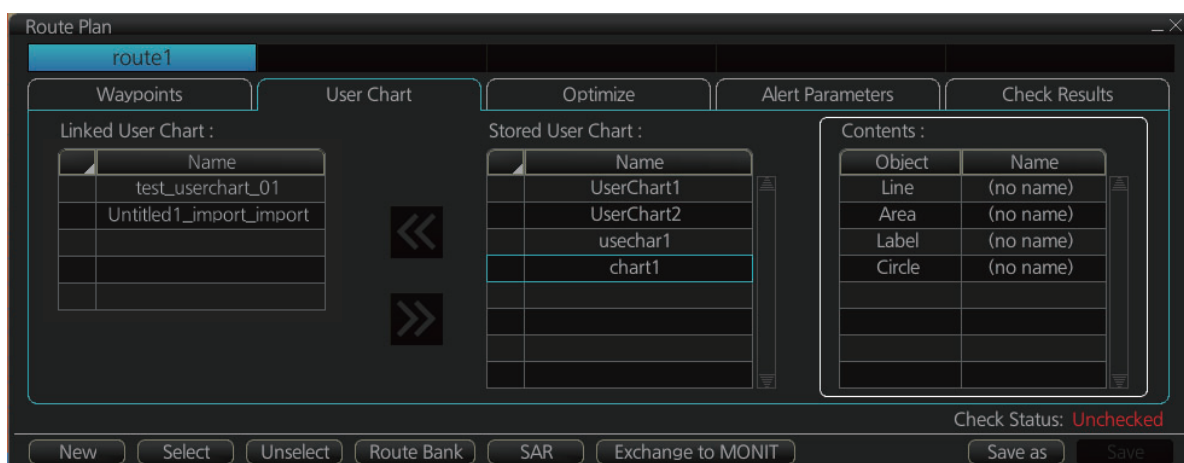 Route Plan
route1
Waypoints User Chart Optimize Alert Parameters Check Results
Linked User Chart : Stored User Chart : Contents :
Name Name Object Name
test_userchart_01 UserChart1 Line (no name)
Untitled1_import_import UserChart2 Area (no name)
usechar1 Label (no name)
chart1 Circle (no name)
Check Status: Unchecked
New Select Unselect Route Bank SAR Exchange to MONIT Save as Save